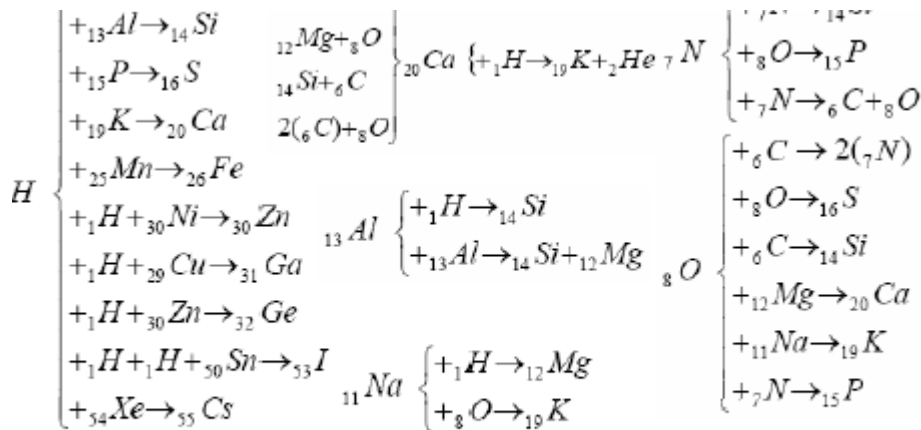 H
+₁₃Al→₁₄Si
+₁₅P→₁₆S
+₁₉K→₂₀Ca
+₂₅Mn→₂₆Fe
+₁H+₃₀Ni→₃₀Zn
+₁H+₂₉Cu→₃₁Ga
+₁H+₃₀Zn→₃₂Ge
+₁H+₁H+₅₀Sn→₅₃I
+₅₄Xe→₅₅Cs
₁₂Mg+₈O
₁₄Si+₆C
2(₆C)+₈O
₂₀Ca {+₁H→₁₉K+₂He
₁₃Al
+₁H→₁₄Si
+₁₃Al→₁₄Si+₁₂Mg
₁₁Na
+₁H→₁₂Mg
+₈O→₁₉K
₇N
+₈O→₁₅P
+₇N→₆C+₈O
₈O
+₆C→2(₇N)
+₈O→₁₆S
+₆C→₁₄Si
+₁₂Mg→₂₀Ca
+₁₁Na→₁₉K
+₇N→₁₅P